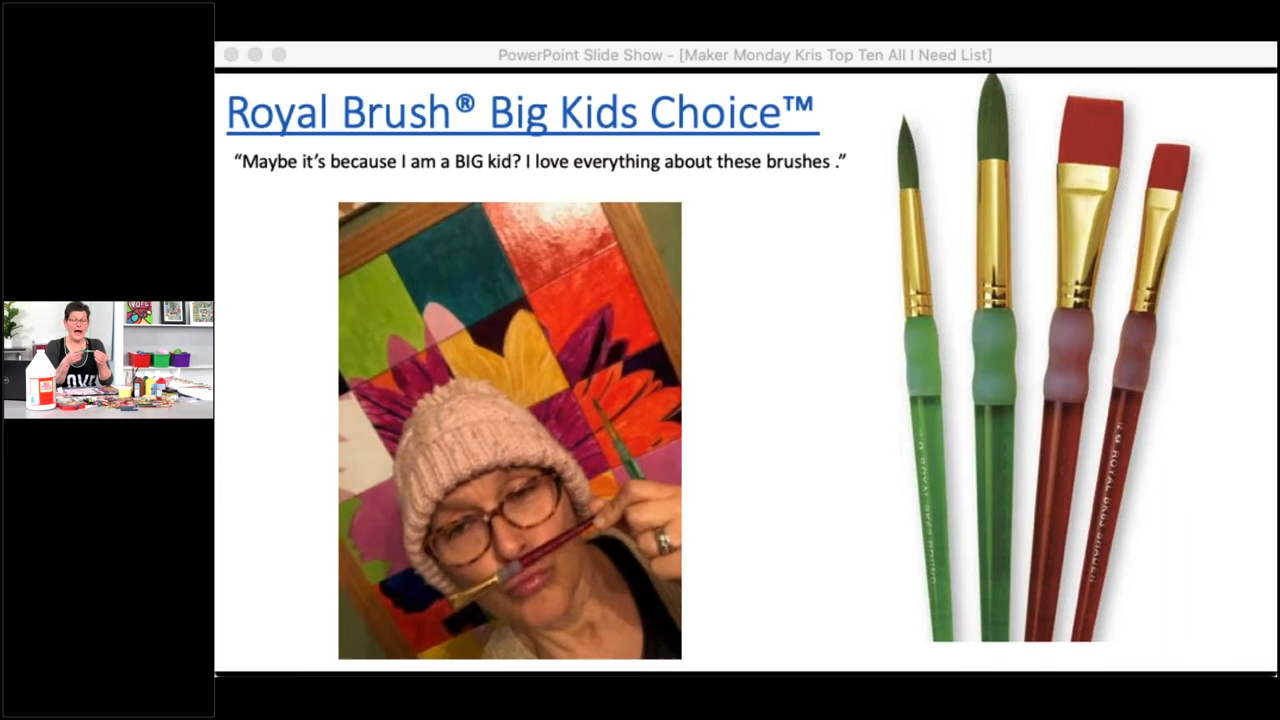 PowerPoint Slide Show - [Maker Monday Kris Top Ten All I Need List]
Royal Brush® Big Kids Choice™
“Maybe it’s because I am a BIG kid? I love everything about these brushes .”